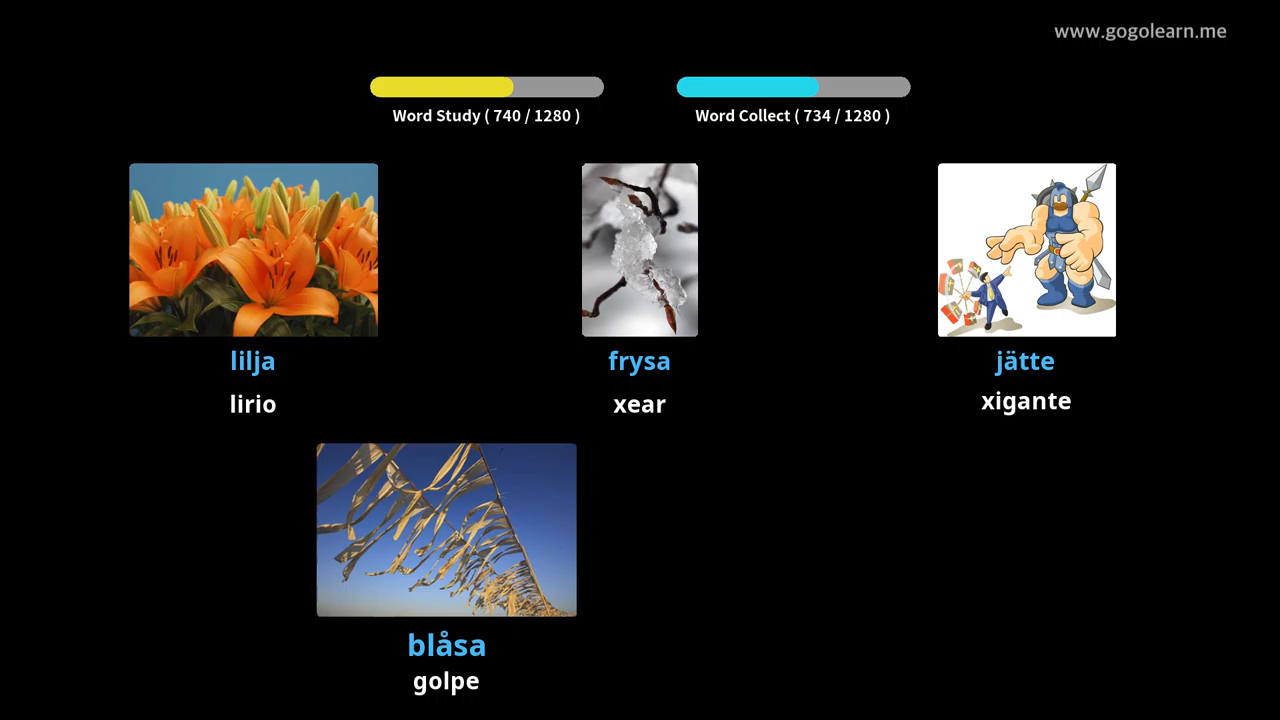 www.gogolearn.me
Word Study ( 740 / 1280 )
Word Collect ( 734 / 1280 )
lilja
lirio
frysa
xear
jätte
xigante
blåsa
golpe